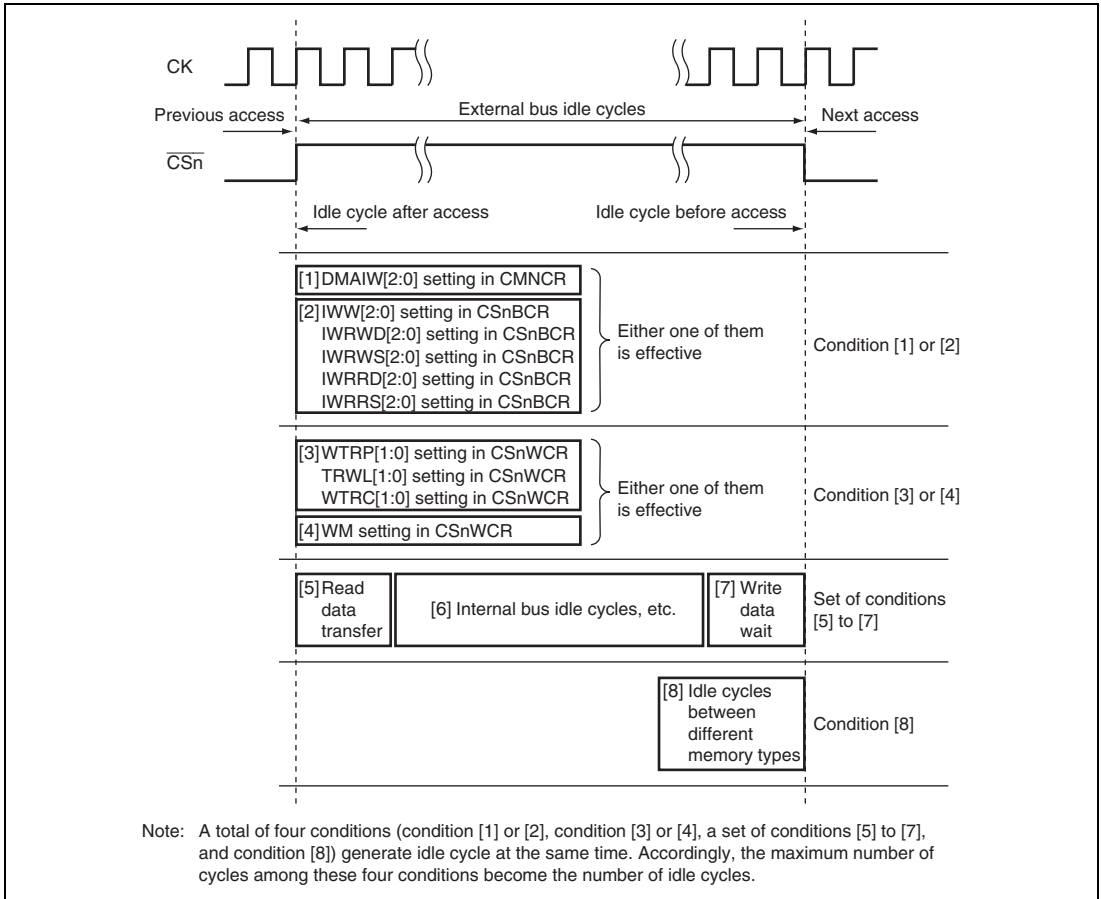 CK
Previous access
External bus idle cycles
Next access
CSn
Idle cycle after access
Idle cycle before access
[1]DMAIW[2:0] setting in CMNCR
[2]IWW[2:0] setting in CSnBCR
IWRWD[2:0] setting in CSnBCR
IWRWS[2:0] setting in CSnBCR
IWRRD[2:0] setting in CSnBCR
IWRRS[2:0] setting in CSnBCR
Either one of them
is effective
Condition [1] or [2]
[3]WTRP[1:0] setting in CSnWCR
TRWL[1:0] setting in CSnWCR
WTRC[1:0] setting in CSnWCR
[4]WM setting in CSnWCR
Either one of them
is effective
Condition [3] or [4]
[5]Read
data
transfer
[6] Internal bus idle cycles, etc.
[7] Write
data
wait
Set of conditions
[5] to [7]
[8] Idle cycles
between
different
memory types
Condition [8]
Note: A total of four conditions (condition [1] or [2], condition [3] or [4], a set of conditions [5] to [7],
and condition [8]) generate idle cycle at the same time. Accordingly, the maximum number of
cycles among these four conditions become the number of idle cycles.